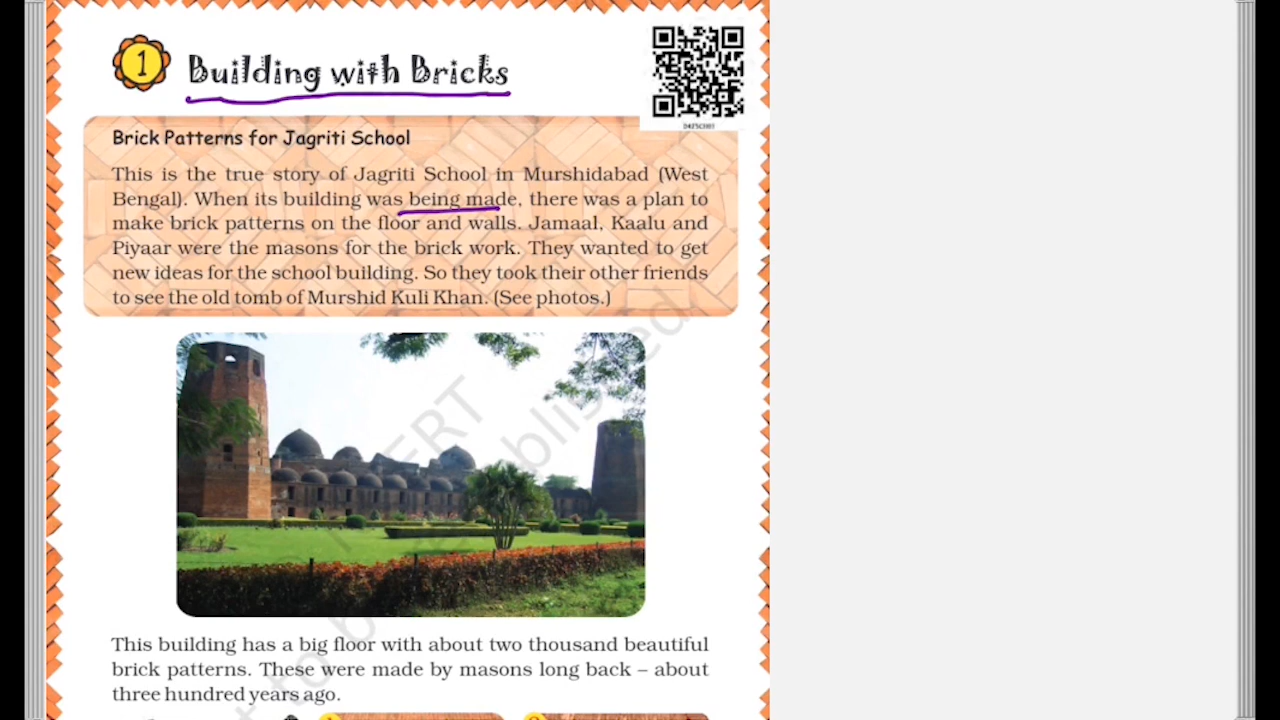 1
Building with Bricks
0425CH01
Brick Patterns for Jagriti School
This is the true story of Jagriti School in Murshidabad (West
Bengal). When its building was being made, there was a plan to
make brick patterns on the floor and walls. Jamaal, Kaalu and
Piyaar were the masons for the brick work. They wanted to get
new ideas for the school building. So they took their other friends
to see the old tomb of Murshid Kuli Khan. (See photos.)
This building has a big floor with about two thousand beautiful
brick patterns. These were made by masons long back – about
three hundred years ago.